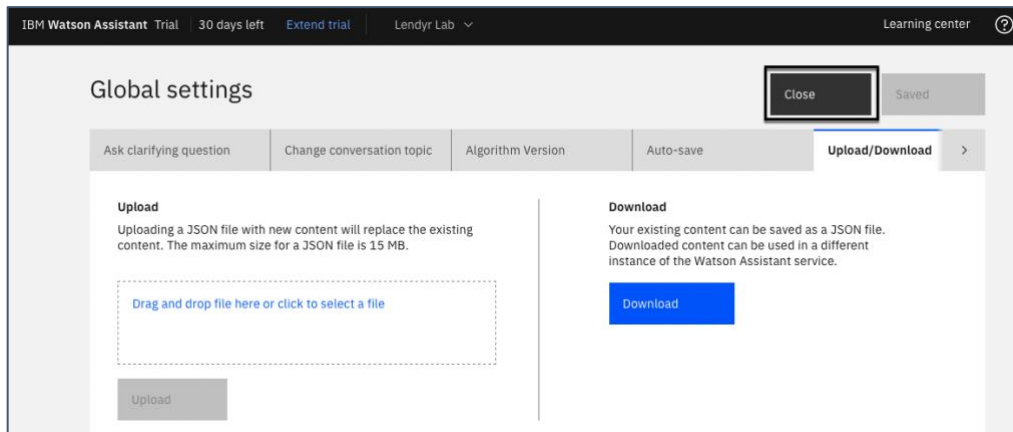 IBM Watson Assistant Trial 30 days left Extend trial Lendyr Lab Learning center
Global settings
Close
Saved
Ask clarifying question Change conversation topic Algorithm Version Auto-save Upload/Download
Upload
Uploading a JSON file with new content will replace the existing
content. The maximum size for a JSON file is 15 MB.
Drag and drop file here or click to select a file
Upload
Download
Your existing content can be saved as a JSON file.
Downloaded content can be used in a different
instance of the Watson Assistant service.
Download